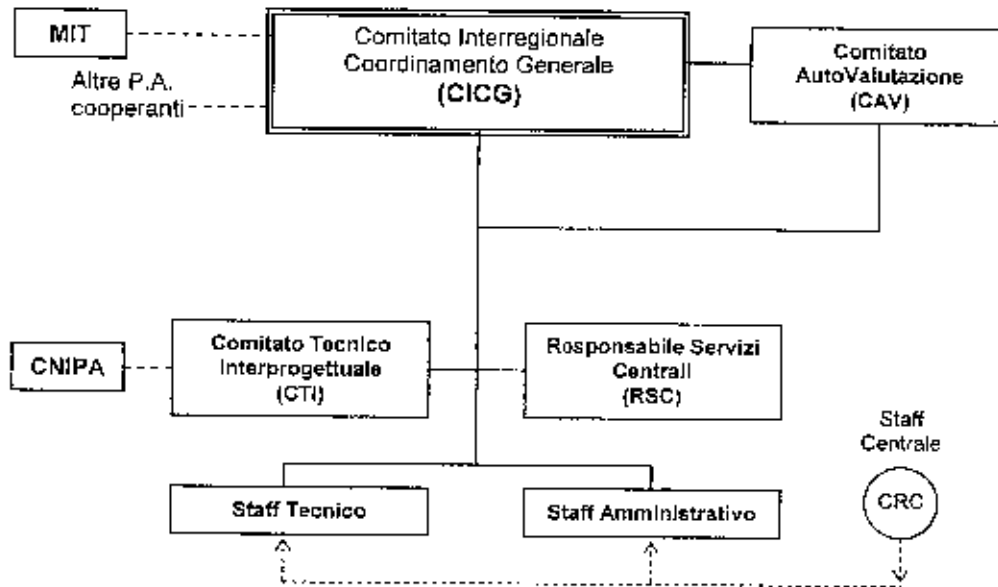 MIT
Altre P.A.
cooperanti
Comitato Interregionale
Coordinamento Generale
(CICG)
Comitato
AutoValutazione
(CAV)
CNIPA
Comitato Tecnico
Interprogettuale
(CTI)
Rosponsabile Servizi
Centrali
(RSC)
Staff
Centrale
CRC
Staff Tecnico
Staff Amministrativo